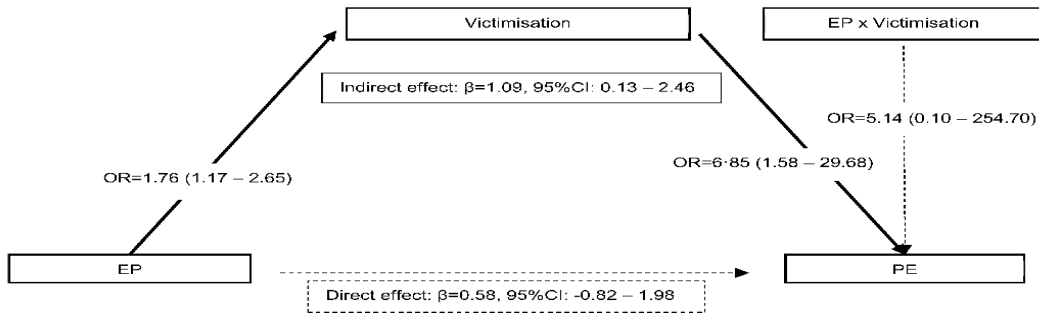 Victimisation
EP x Victimisation
Indirect effect: β=1.09, 95%CI: 0.13 – 2.46
OR=5.14 (0.10 – 254.70)
OR=1.76 (1.17 – 2.65)
OR=6·85 (1.58 – 29.68)
EP
PE
Direct effect: β=0.58, 95%CI: -0.82 – 1.98